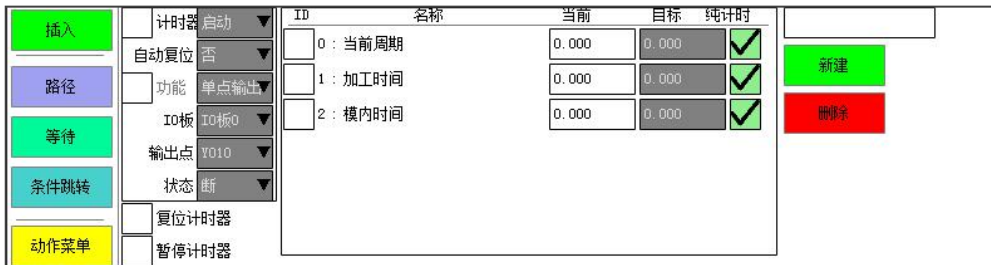 插入
路径
等待
条件跳转
动作菜单
计时器 启动
自动复位 否
功能 单点输出
IO板 IO板0
输出点 Y010
状态 断
复位计时器
暂停计时器
ID 名称 当前 目标 纯计时
0：当前周期 0.000 0.000
1：加工时间 0.000 0.000
2：模内时间 0.000 0.000
新建
删除